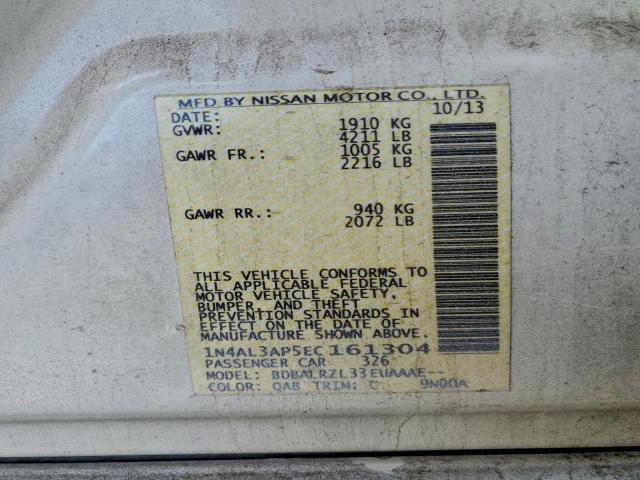 MFD BY NISSAN MOTOR CO., LTD.
DATE: 10/13
GVWR: 1910 KG
4211 LB
GAWR FR.: 1005 KG
2216 LB
GAWR RR.: 940 KG
2072 LB
THIS VEHICLE CONFORMS TO
ALL APPLICABLE FEDERAL
MOTOR VEHICLE SAFETY,
BUMPER, AND THEFT
PREVENTION STANDARDS IN
EFFECT ON THE DATE OF
MANUFACTURE SHOWN ABOVE.
1N4AL3AP5EC161304
PASSENGER CAR 326
MODEL: BDBALRZL33EUAAAE--
COLOR: QAB TRIM: C 9N00A